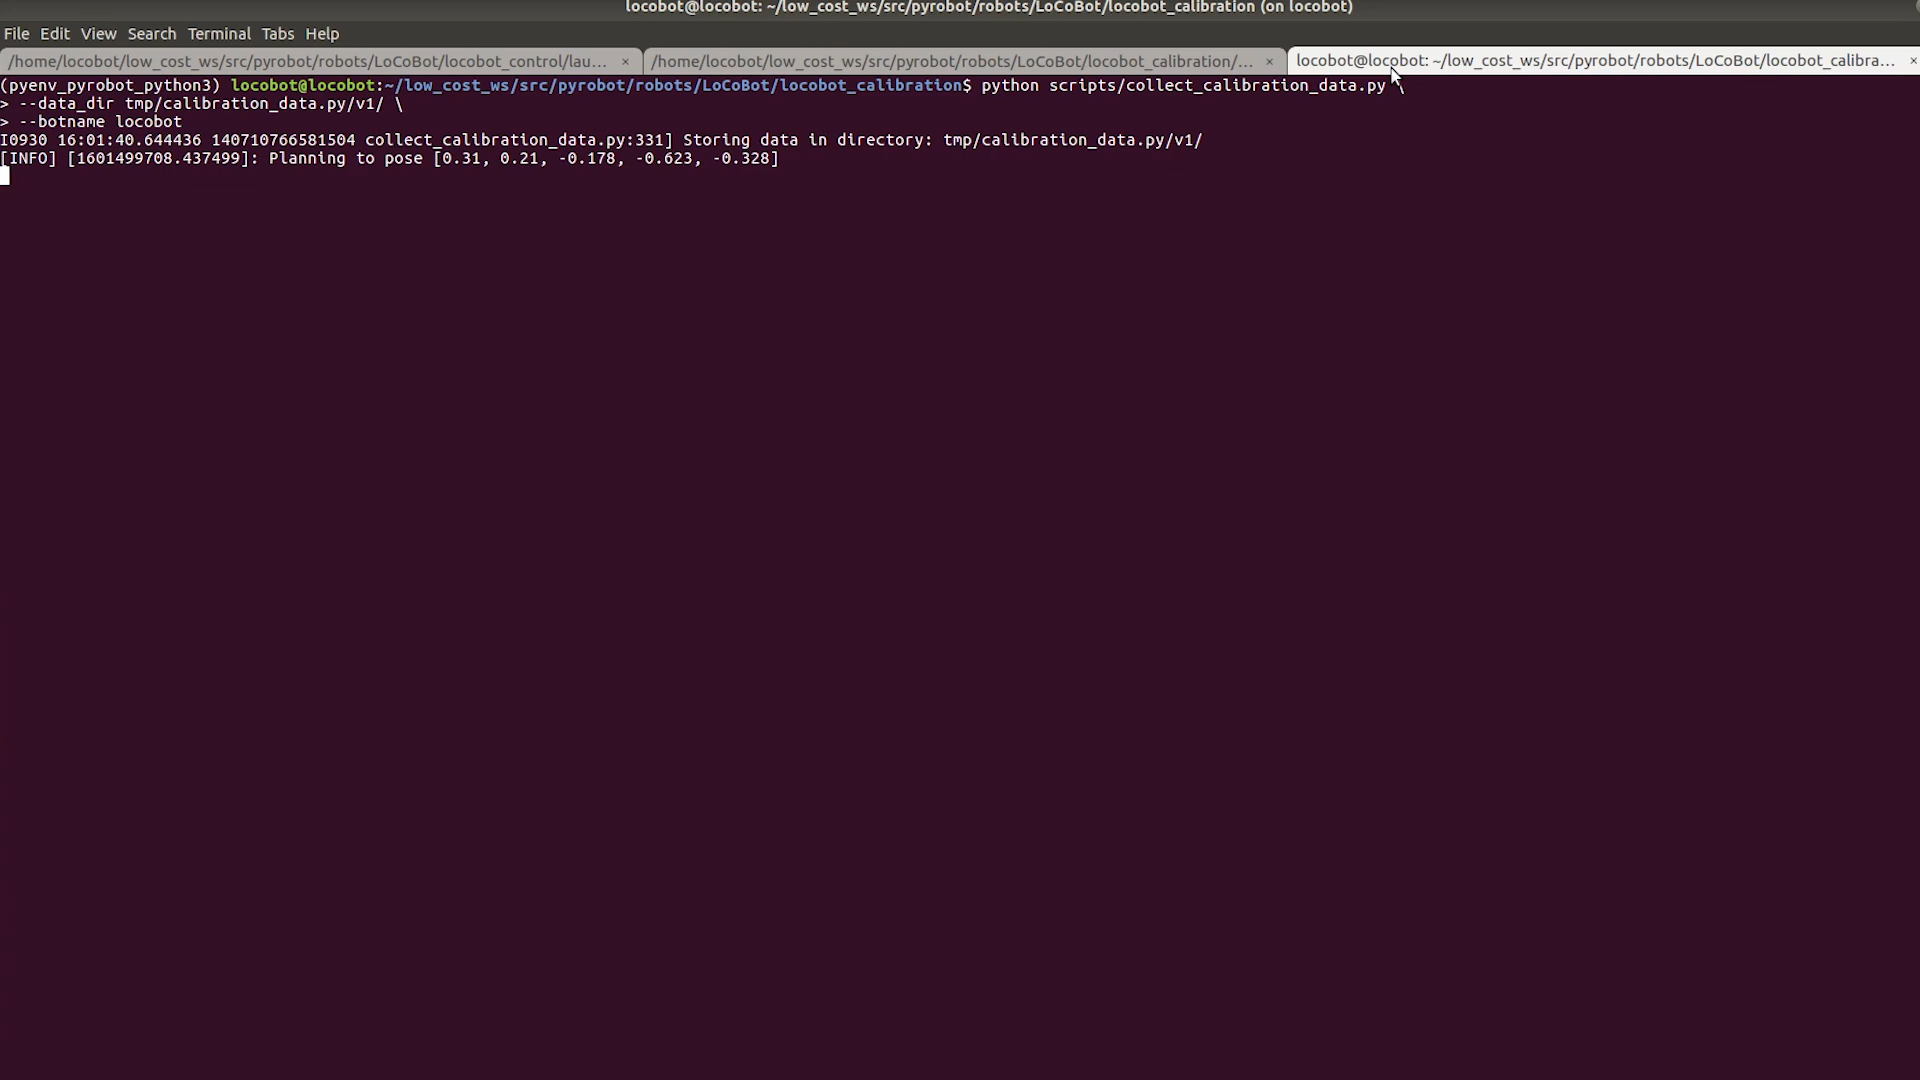 locobot@locobot: ~/low_cost_ws/src/pyrobot/robots/LoCoBot/locobot_calibration (on locobot)
File Edit View Search Terminal Tabs Help
/home/locobot/low_cost_ws/src/pyrobot/robots/LoCoBot/locobot_control/lau... × /home/locobot/low_cost_ws/src/pyrobot/robots/LoCoBot/locobot_calibration/... × locobot@locobot: ~/low_cost_ws/src/pyrobot/robots/LoCoBot/locobot_calibra... ×
(pyenv_pyrobot_python3) locobot@locobot:~/low_cost_ws/src/pyrobot/robots/LoCoBot/locobot_calibration$ python scripts/collect_calibration_data.py \
> --data_dir tmp/calibration_data.py/v1/ \
> --botname locobot
I0930 16:01:40.644436 140710766581504 collect_calibration_data.py:331] Storing data in directory: tmp/calibration_data.py/v1/
[INFO] [1601499708.437499]: Planning to pose [0.31, 0.21, -0.178, -0.623, -0.328]